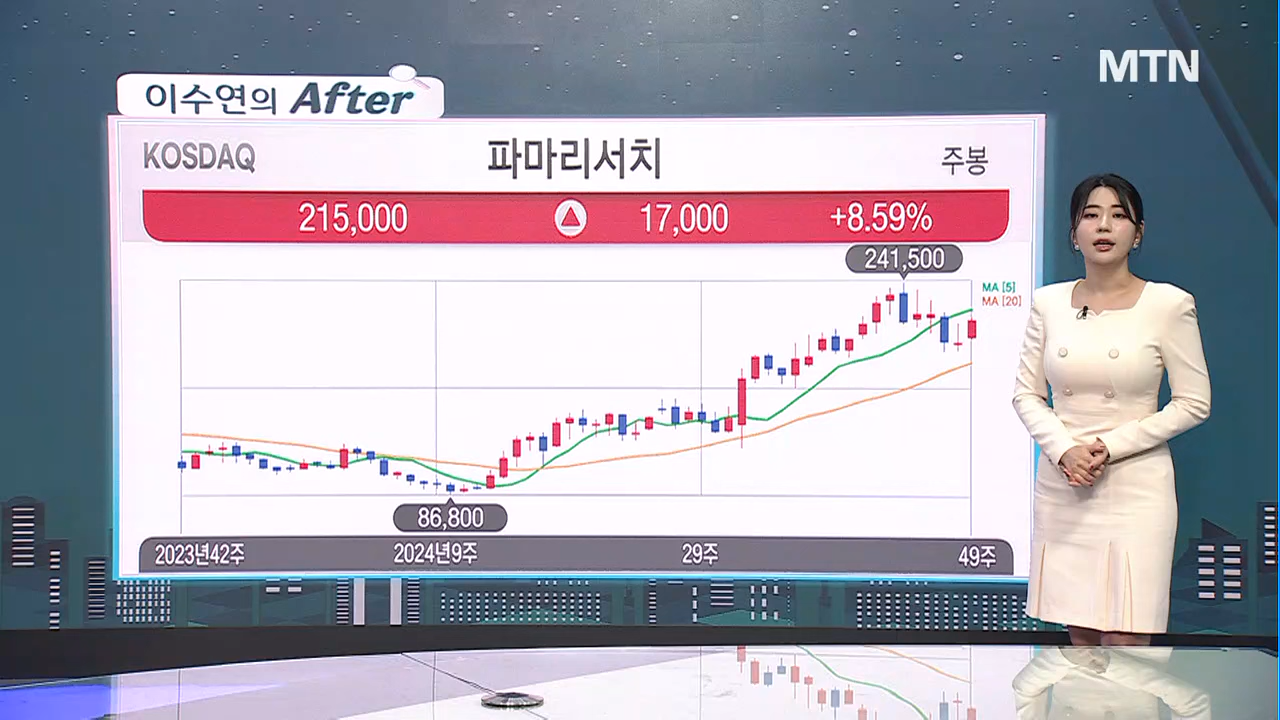 MTN
이수연의 After
KOSDAQ 파마리서치 주봉
215,000 17,000 +8.59%
241,500
MA [5]
MA [20]
86,800
2023년42주 2024년9주 29주 49주